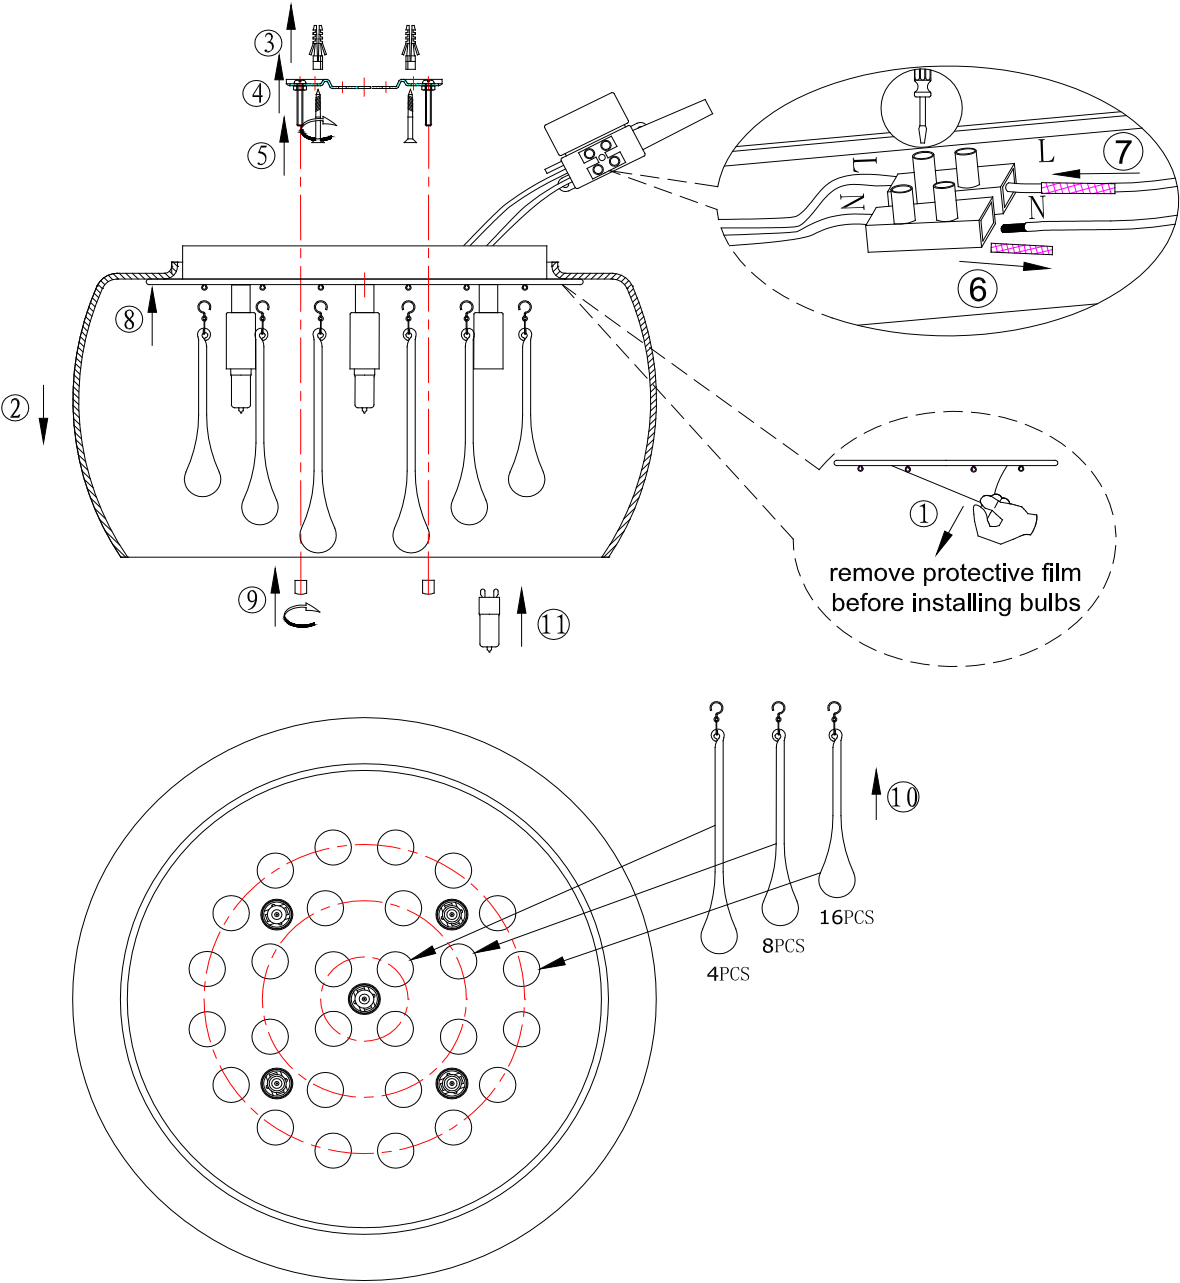 ③
④
⑤
L
N
L
⑦
N
⑥
⑧
②
①
remove protective film
before installing bulbs
⑨
⑪
⑩
16PCS
8PCS
4PCS